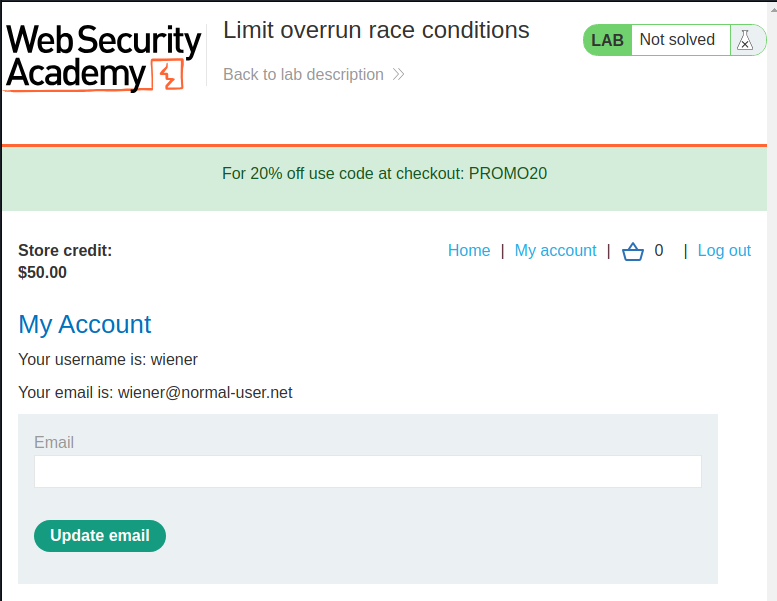 Web Security
Academy
Limit overrun race conditions
Back to lab description
LAB Not solved
For 20% off use code at checkout: PROMO20
Store credit:
$50.00
Home | My account | 0 | Log out
My Account
Your username is: wiener
Your email is: wiener@normal-user.net
Email
Update email